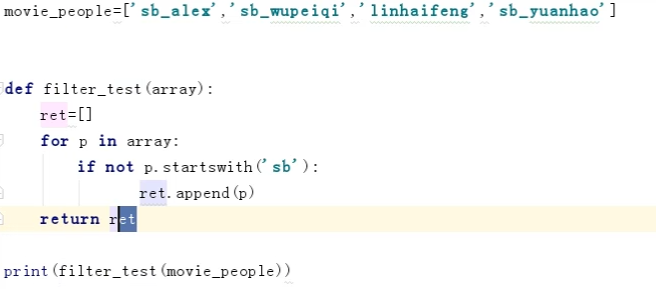 movie_people=['sb_alex','sb_wupeiqi','linhaifeng','sb_yuanhao']
def filter_test(array):
    ret=[]
    for p in array:
        if not p.startswith('sb'):
            ret.append(p)
    return ret
print(filter_test(movie_people))